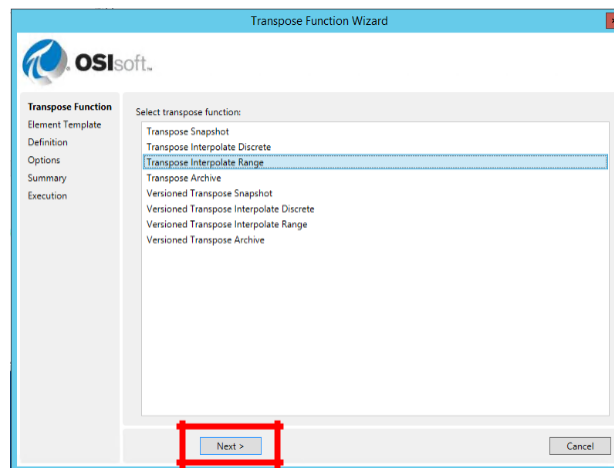 Transpose Function Wizard
OSIsoft.
Transpose Function
Element Template
Definition
Options
Summary
Execution
Select transpose function:
Transpose Snapshot
Transpose Interpolate Discrete
Transpose Interpolate Range
Transpose Archive
Versioned Transpose Snapshot
Versioned Transpose Interpolate Discrete
Versioned Transpose Interpolate Range
Versioned Transpose Archive
Next >
Cancel